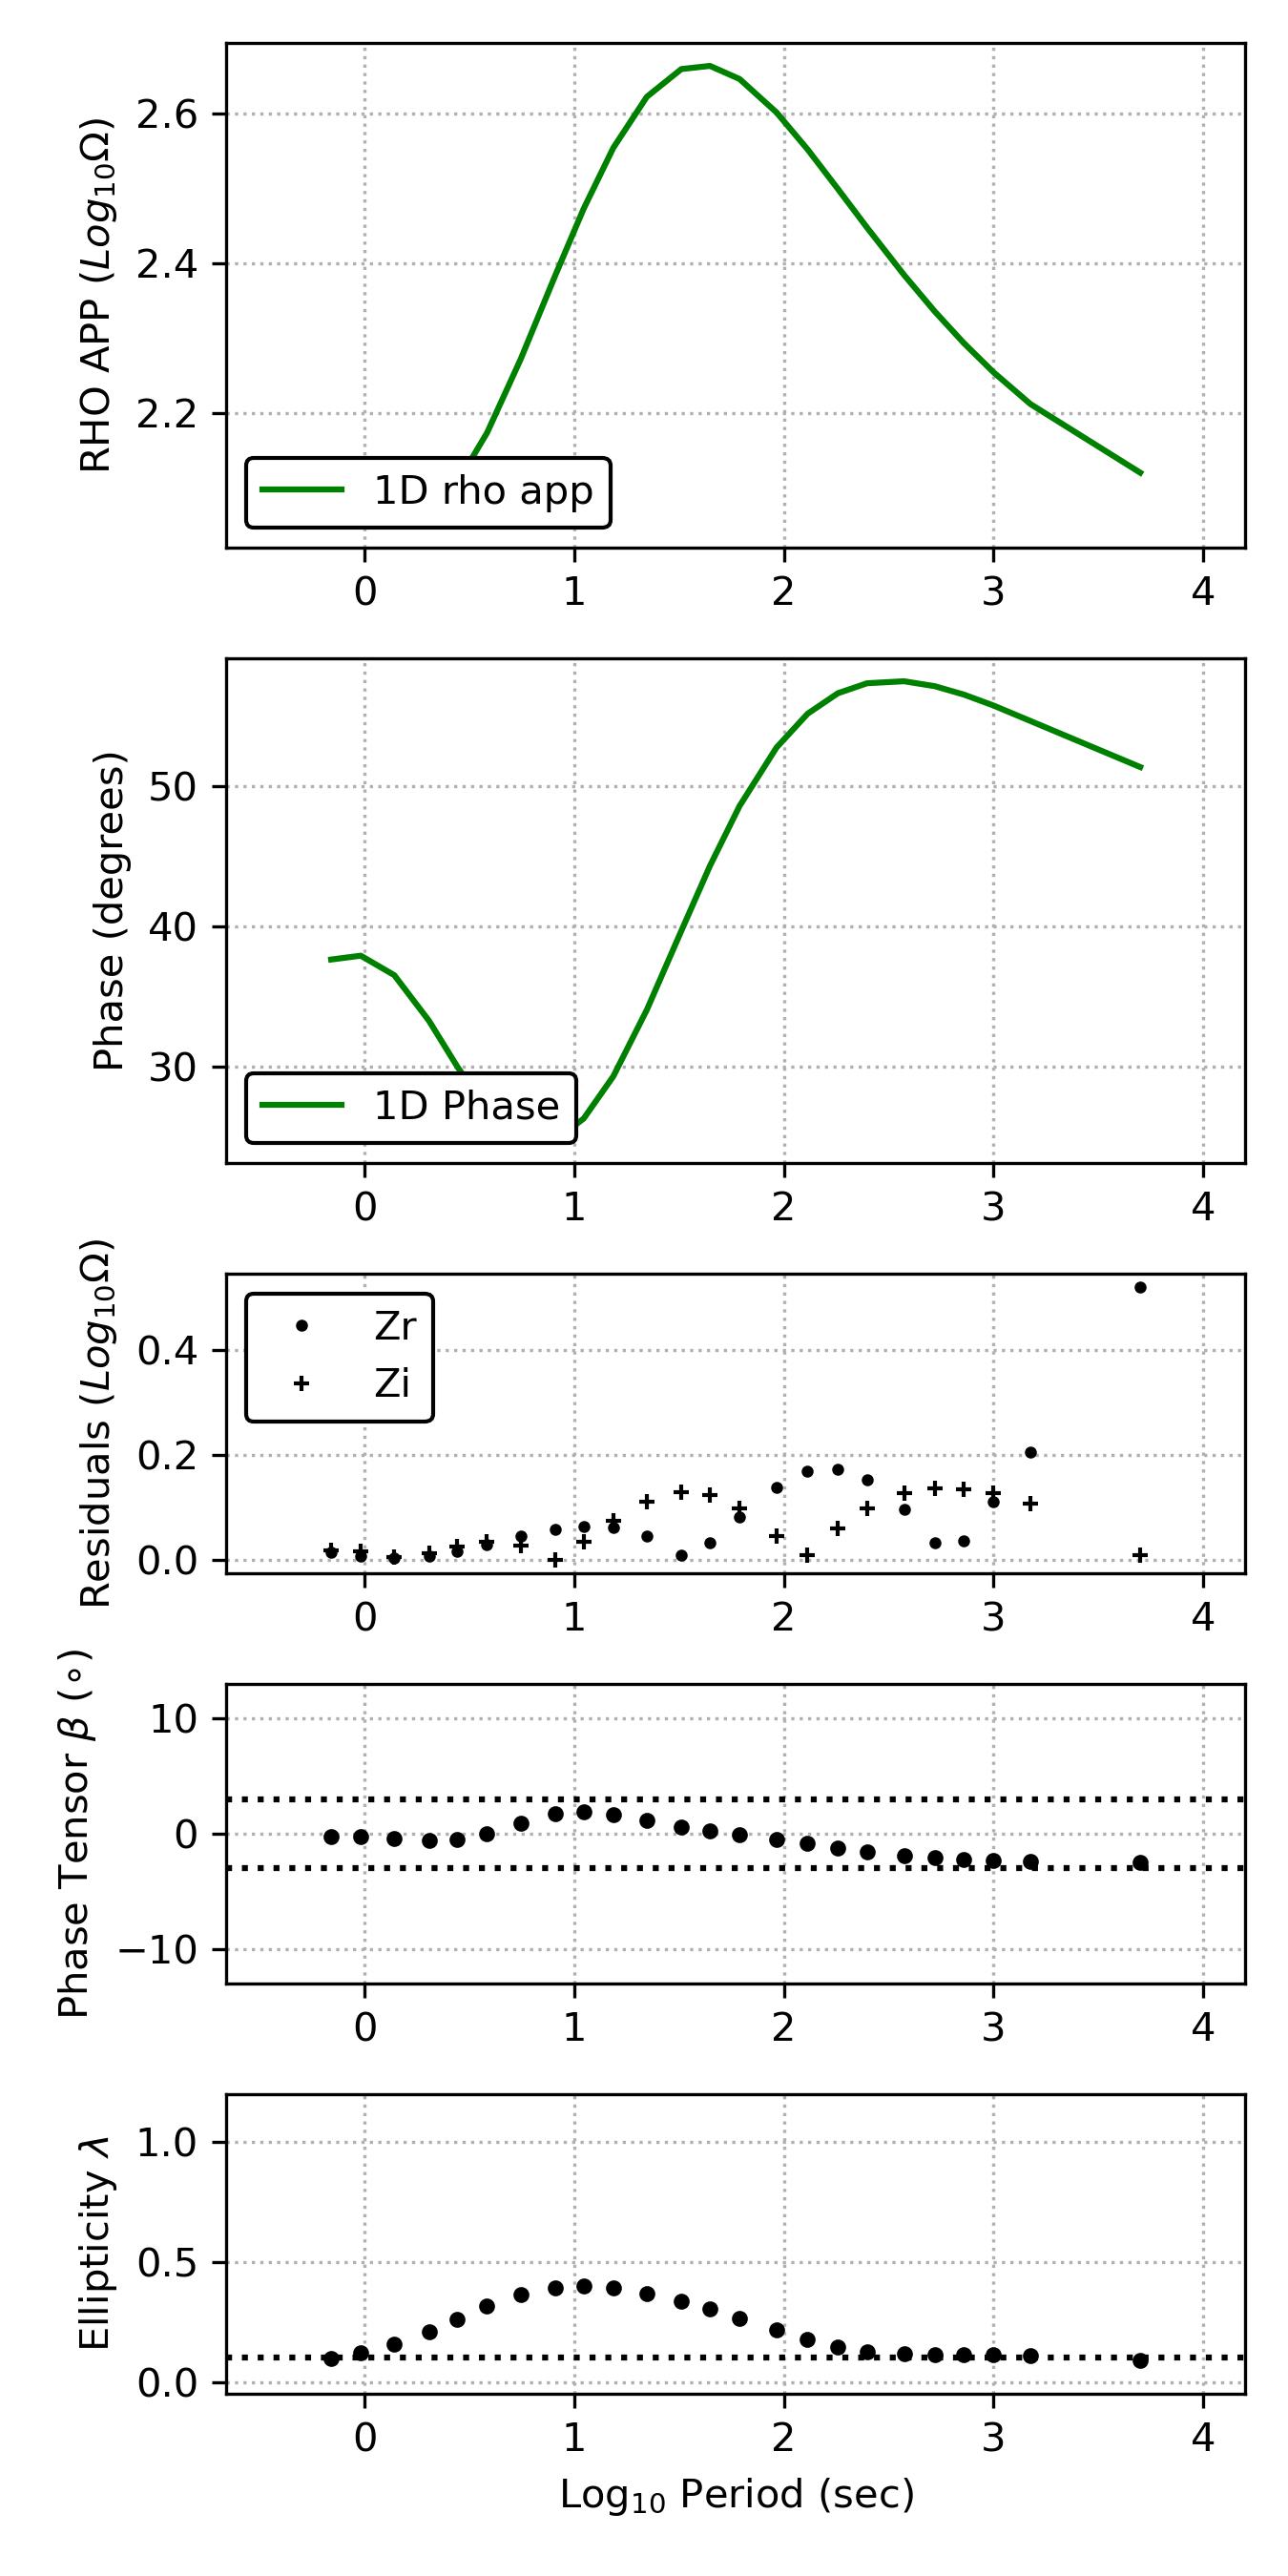 RHO APP (Log₁₀Ω)
2.6
2.4
2.2
1D rho app
0 1 2 3 4
Phase (degrees)
50
40
30
1D Phase
0 1 2 3 4
Residuals (Log₁₀Ω)
0.4
0.2
0.0
Zr
Zi
0 1 2 3 4
Phase Tensor β (∘)
10
0
−10
0 1 2 3 4
Ellipticity λ
1.0
0.5
0.0
0 1 2 3 4
Log₁₀ Period (sec)